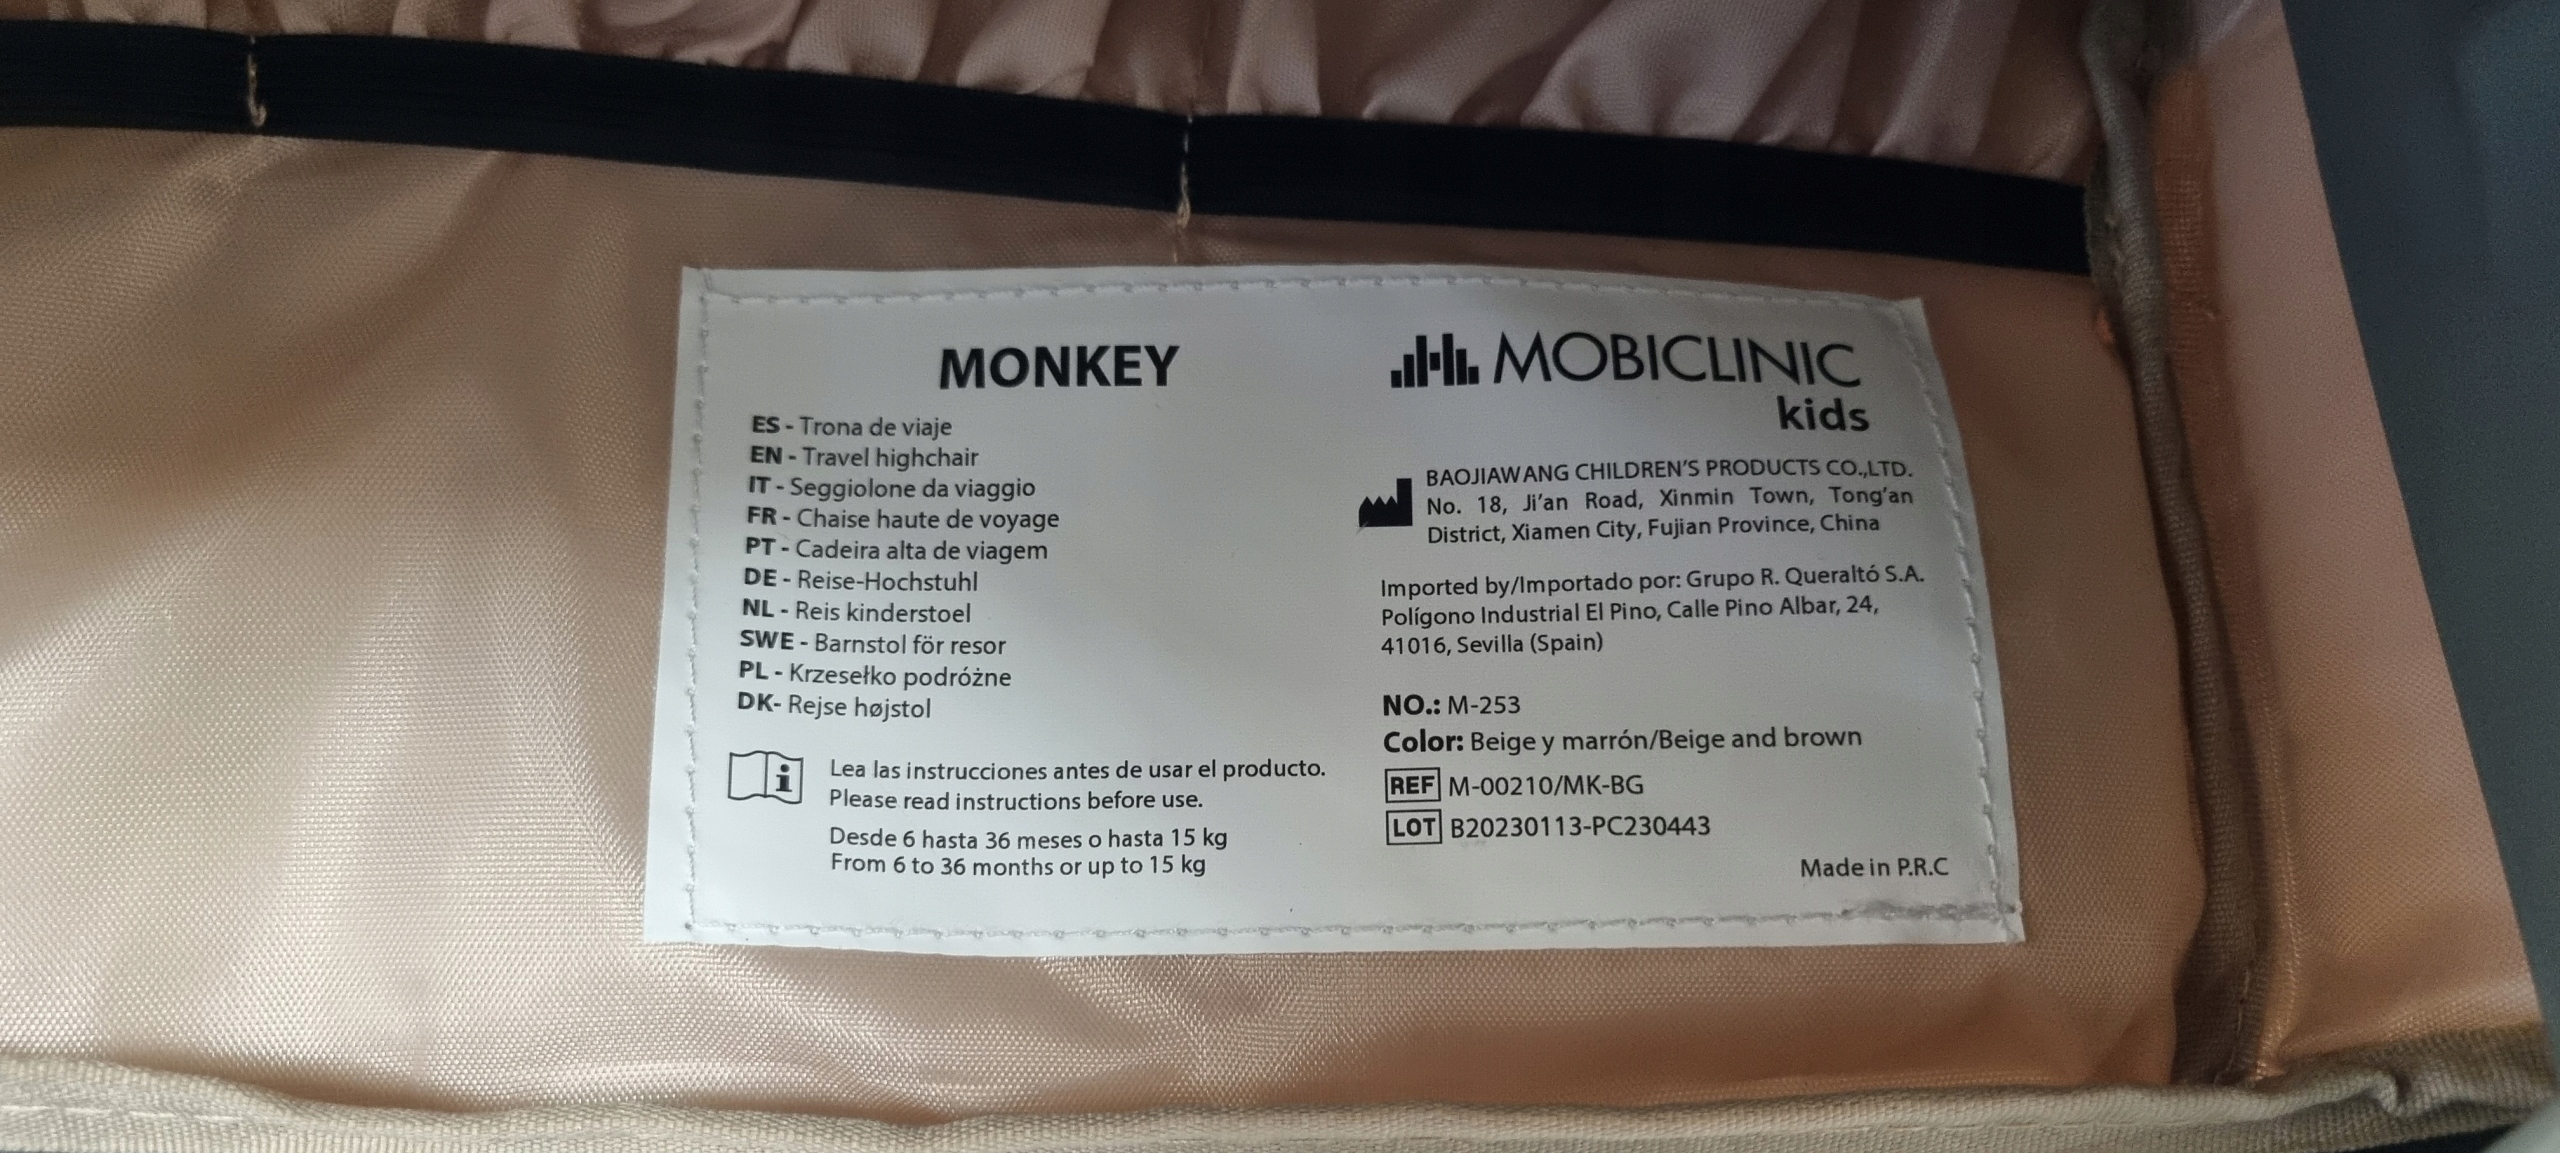 MONKEY
ES - Trona de viaje
EN - Travel highchair
IT - Seggiolone da viaggio
FR - Chaise haute de voyage
PT - Cadeira alta de viagem
DE - Reise-Hochstuhl
NL - Reis kinderstoel
SWE - Barnstol för resor
PL - Krzesełko podróżne
DK- Rejse højstol
i
Lea las instrucciones antes de usar el producto.
Please read instructions before use.
Desde 6 hasta 36 meses o hasta 15 kg
From 6 to 36 months or up to 15 kg
MOBICLINIC
kids
BAOJIAWANG CHILDREN'S PRODUCTS CO.,LTD.
No. 18, Ji'an Road, Xinmin Town, Tong'an
District, Xiamen City, Fujian Province, China
Imported by/Importado por: Grupo R. Queraltó S.A.
Polígono Industrial El Pino, Calle Pino Albar, 24,
41016, Sevilla (Spain)
NO.: M-253
Color: Beige y marrón/Beige and brown
REF M-00210/MK-BG
LOT B20230113-PC230443
Made in P.R.C